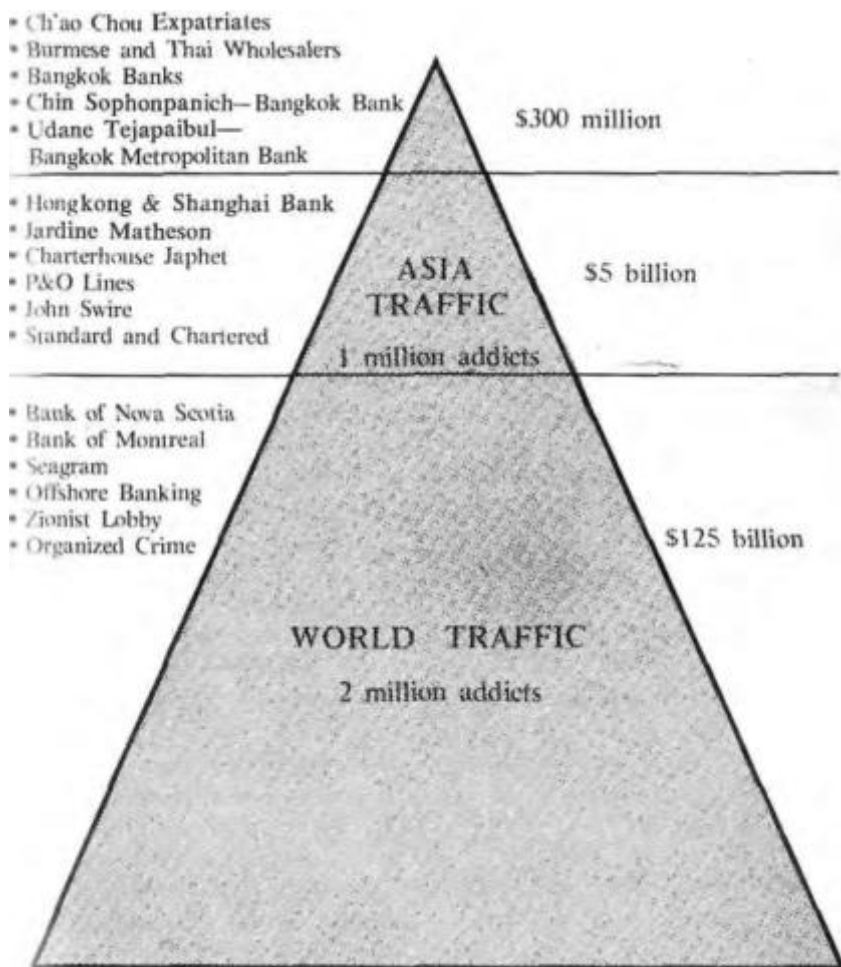 • Ch'ao Chou Expatriates
• Burmese and Thai Wholesalers
• Bangkok Banks
• Chin Sophonpanich—Bangkok Bank
• Udane Tejapaibul—
Bangkok Metropolitan Bank
$300 million
• Hongkong & Shanghai Bank
• Jardine Matheson
• Charterhouse Japhet
• P&O Lines
• John Swire
• Standard and Chartered
ASIA
TRAFFIC
1 million addicts
$5 billion
• Bank of Nova Scotia
• Bank of Montreal
• Seagram
• Offshore Banking
• Zionist Lobby
• Organized Crime
$125 billion
WORLD TRAFFIC
2 million addicts